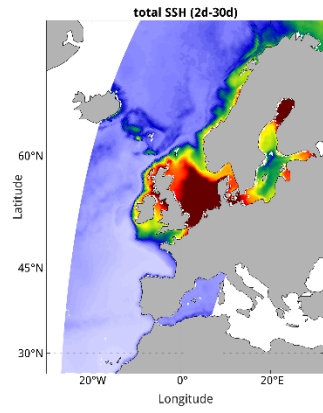 total SSH (2d-30d)
Latitude
60°N
45°N
30°N
20°W 0° 20°E
Longitude